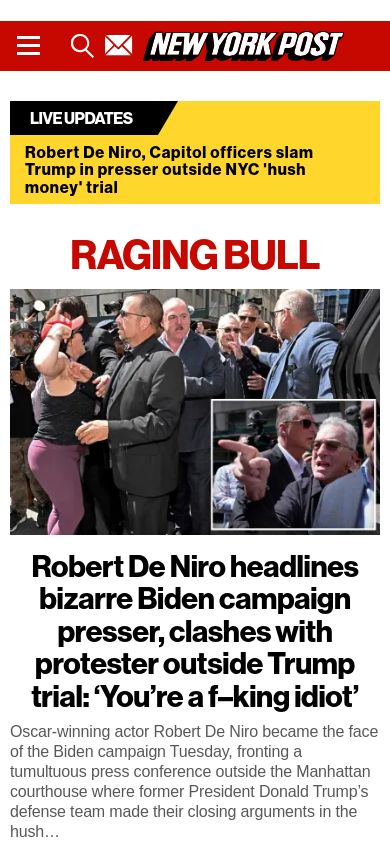 NEW YORK POST
LIVE UPDATES
Robert De Niro, Capitol officers slam
Trump in presser outside NYC 'hush
money' trial
RAGING BULL
Robert De Niro headlines
bizarre Biden campaign
presser, clashes with
protester outside Trump
trial: ‘You’re a f–king idiot’
Oscar-winning actor Robert De Niro became the face
of the Biden campaign Tuesday, fronting a
tumultuous press conference outside the Manhattan
courthouse where former President Donald Trump’s
defense team made their closing arguments in the
hush…